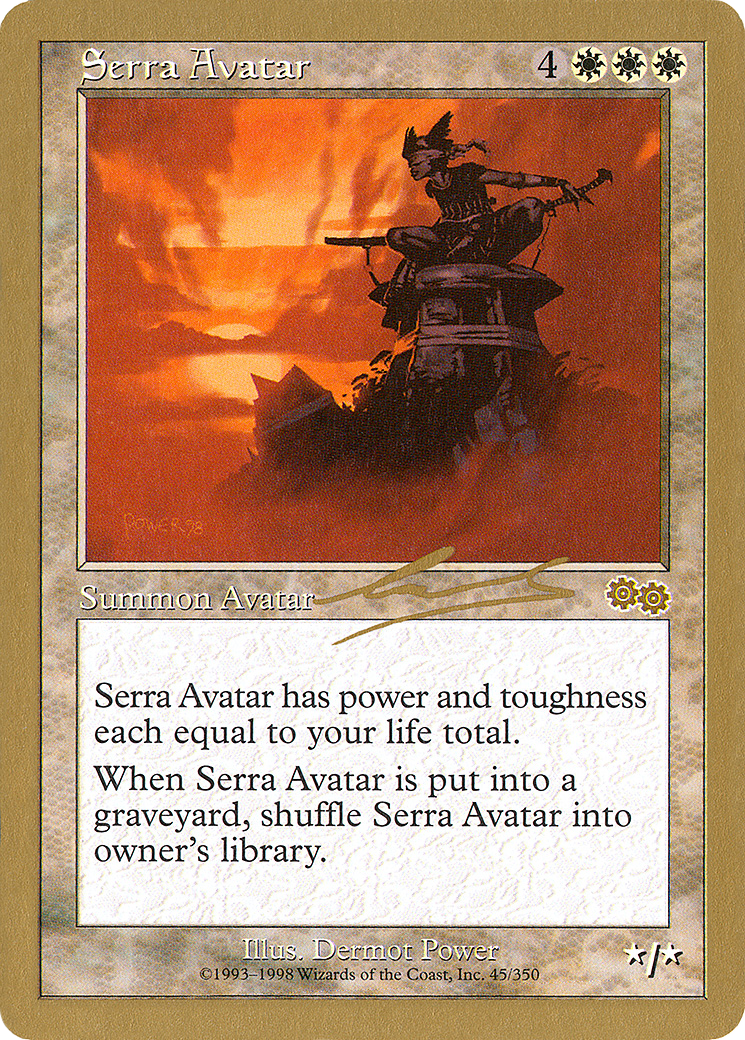 Serra Avatar 4
POWER 98
Summon Avatar
Serra Avatar has power and toughness
each equal to your life total.
When Serra Avatar is put into a
graveyard, shuffle Serra Avatar into
owner's library.
Illus. Dermot Power
©1993–1998 Wizards of the Coast, Inc. 45/350
★/★